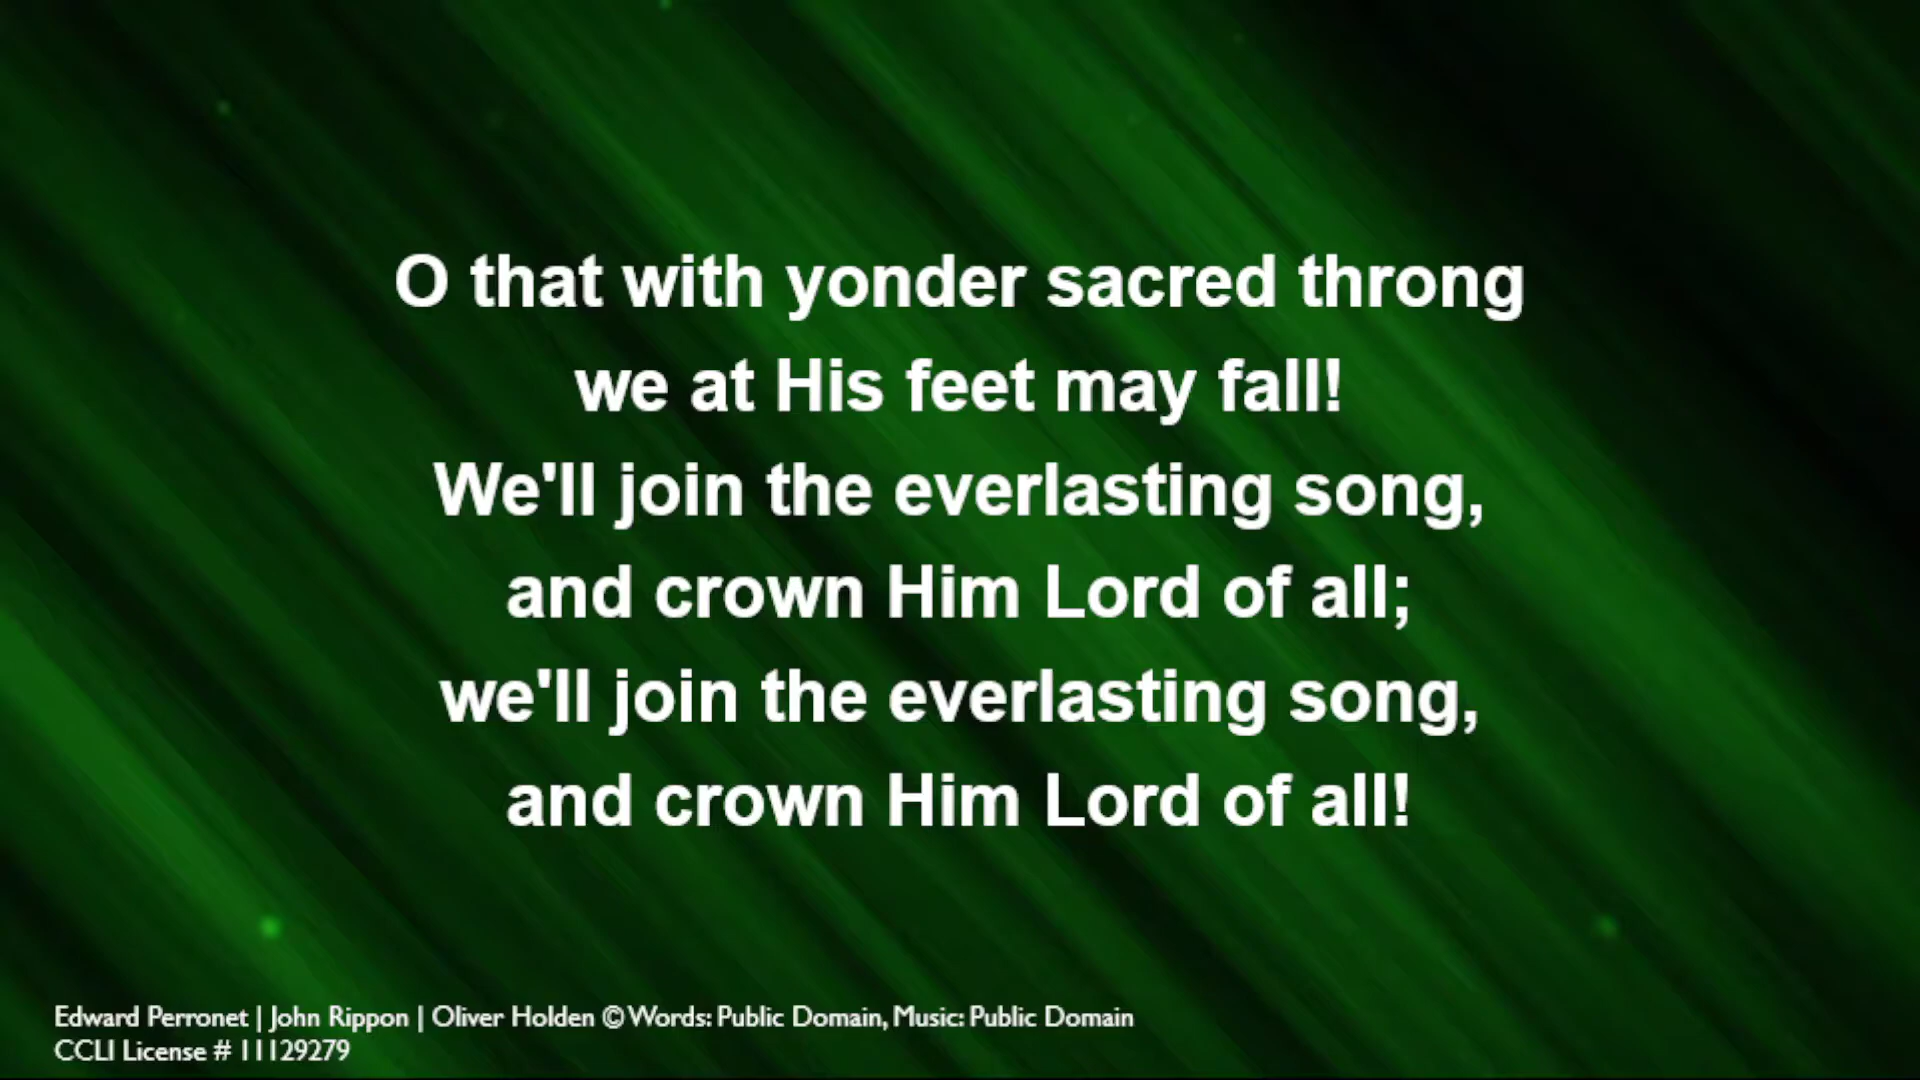 O that with yonder sacred throng
we at His feet may fall!
We'll join the everlasting song,
and crown Him Lord of all;
we'll join the everlasting song,
and crown Him Lord of all!
Edward Perronet | John Rippon | Oliver Holden © Words: Public Domain, Music: Public Domain
CCLI License # 11129279